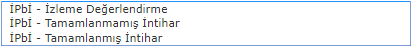 İPbİ - İzleme Değerlendirme
İPbİ - Tamamlanmamış İntihar
İPbİ - Tamamlanmış İntihar